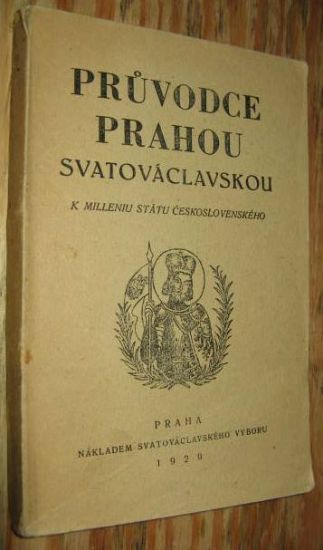 PRŮVODCE
PRAHOU
SVATOVÁCLAVSKOU
K MILLENIU STÁTU ČESKOSLOVENSKÉHO
PRAHA
NÁKLADEM SVATOVÁCLAVSKÉHO VÝBORU
1929